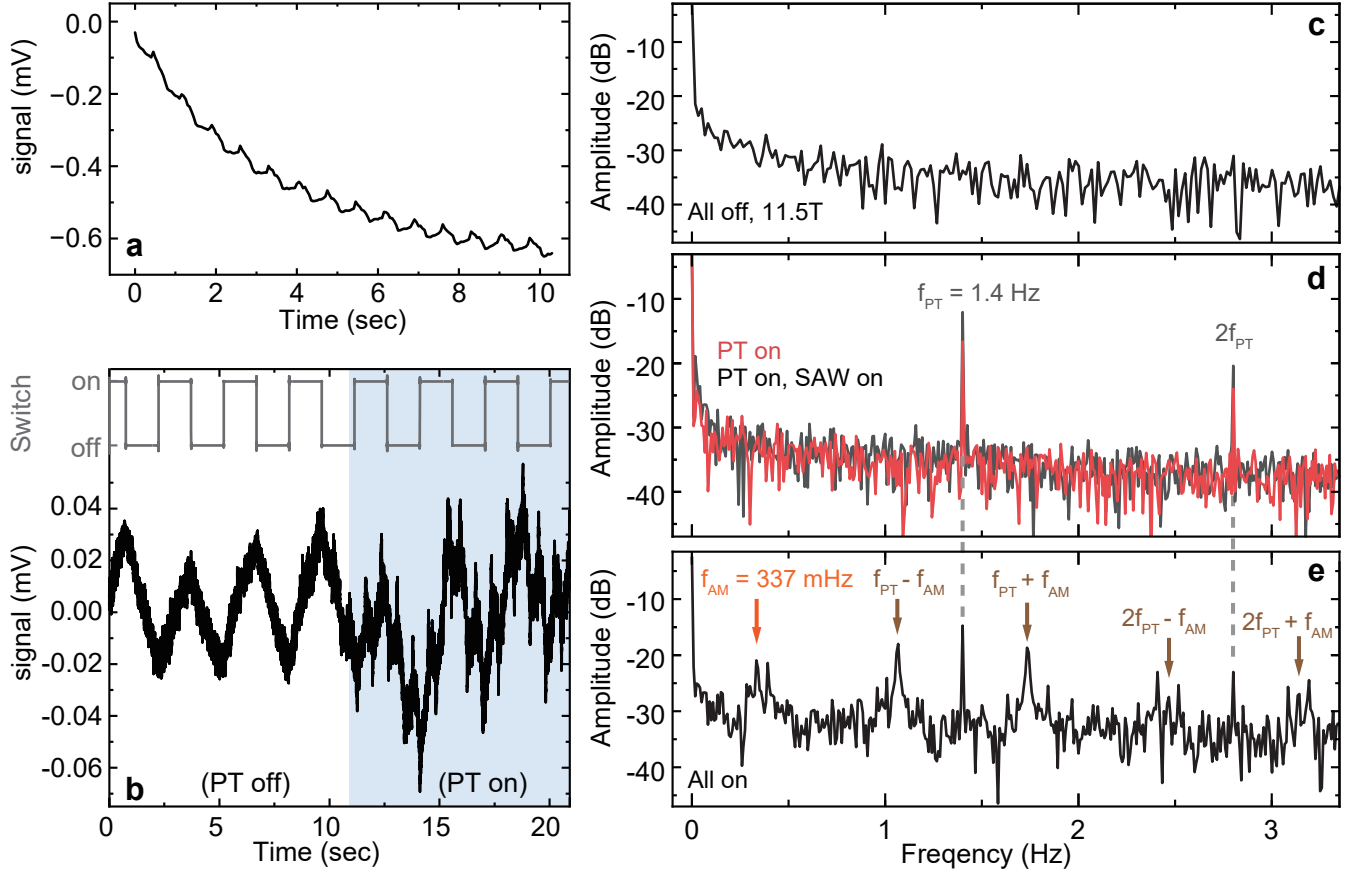 0.0
-0.2
-0.4
-0.6
signal (mV)
a
0 2 4 6 8 10
Time (sec)
Switch
on
off
0.04
0.02
0.00
-0.02
-0.04
-0.06
signal (mV)
b
(PT off)
(PT on)
0 5 10 15 20
Time (sec)
c
-10
-20
-30
-40
Amplitude (dB)
All off, 11.5T
d
-10
-20
-30
-40
Amplitude (dB)
f_PT = 1.4 Hz
2f_PT
PT on
PT on, SAW on
e
-10
-20
-30
-40
Amplitude (dB)
f_AM = 337 mHz
f_PT - f_AM
f_PT + f_AM
2f_PT - f_AM
2f_PT + f_AM
All on
0 1 2 3
Freqency (Hz)